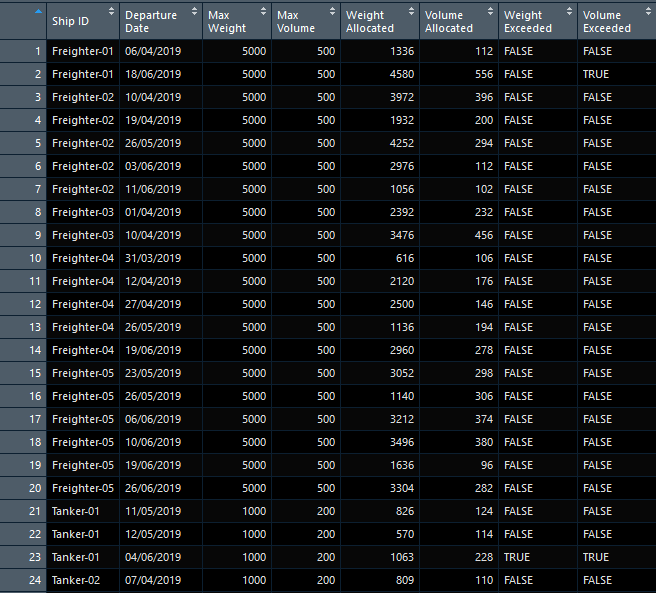 Ship ID Departure Date Max Weight Max Volume Weight Allocated Volume Allocated Weight Exceeded Volume Exceeded
1 Freighter-01 06/04/2019 5000 500 1336 112 FALSE FALSE
2 Freighter-01 18/06/2019 5000 500 4580 556 FALSE TRUE
3 Freighter-02 10/04/2019 5000 500 3972 396 FALSE FALSE
4 Freighter-02 19/04/2019 5000 500 1932 200 FALSE FALSE
5 Freighter-02 26/05/2019 5000 500 4252 294 FALSE FALSE
6 Freighter-02 03/06/2019 5000 500 2976 112 FALSE FALSE
7 Freighter-02 11/06/2019 5000 500 1056 102 FALSE FALSE
8 Freighter-03 01/04/2019 5000 500 2392 232 FALSE FALSE
9 Freighter-03 10/04/2019 5000 500 3476 456 FALSE FALSE
10 Freighter-04 31/03/2019 5000 500 616 106 FALSE FALSE
11 Freighter-04 12/04/2019 5000 500 2120 176 FALSE FALSE
12 Freighter-04 27/04/2019 5000 500 2500 146 FALSE FALSE
13 Freighter-04 26/05/2019 5000 500 1136 194 FALSE FALSE
14 Freighter-04 19/06/2019 5000 500 2960 278 FALSE FALSE
15 Freighter-05 23/05/2019 5000 500 3052 298 FALSE FALSE
16 Freighter-05 26/05/2019 5000 500 1140 306 FALSE FALSE
17 Freighter-05 06/06/2019 5000 500 3212 374 FALSE FALSE
18 Freighter-05 10/06/2019 5000 500 3496 380 FALSE FALSE
19 Freighter-05 19/06/2019 5000 500 1636 96 FALSE FALSE
20 Freighter-05 26/06/2019 5000 500 3304 282 FALSE FALSE
21 Tanker-01 11/05/2019 1000 200 826 124 FALSE FALSE
22 Tanker-01 12/05/2019 1000 200 570 114 FALSE FALSE
23 Tanker-01 04/06/2019 1000 200 1063 228 TRUE TRUE
24 Tanker-02 07/04/2019 1000 200 809 110 FALSE FALSE